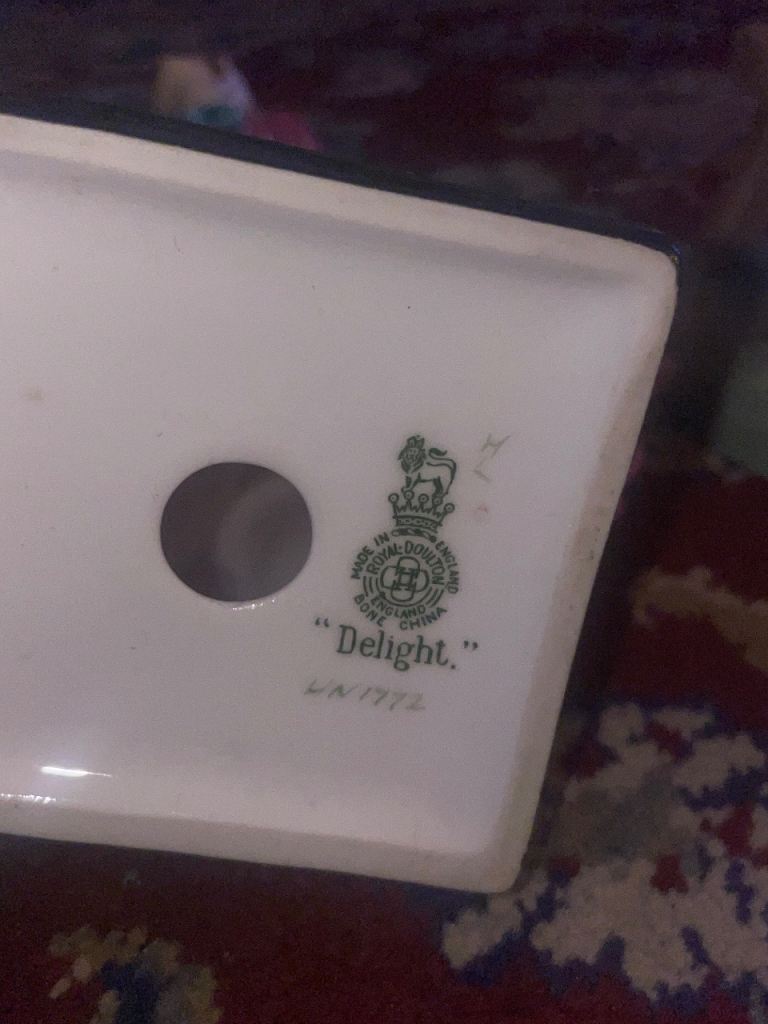 MADE IN ENGLAND
ROYAL·DOULTON
ENGLAND
BONE CHINA
“Delight.”
HN1772